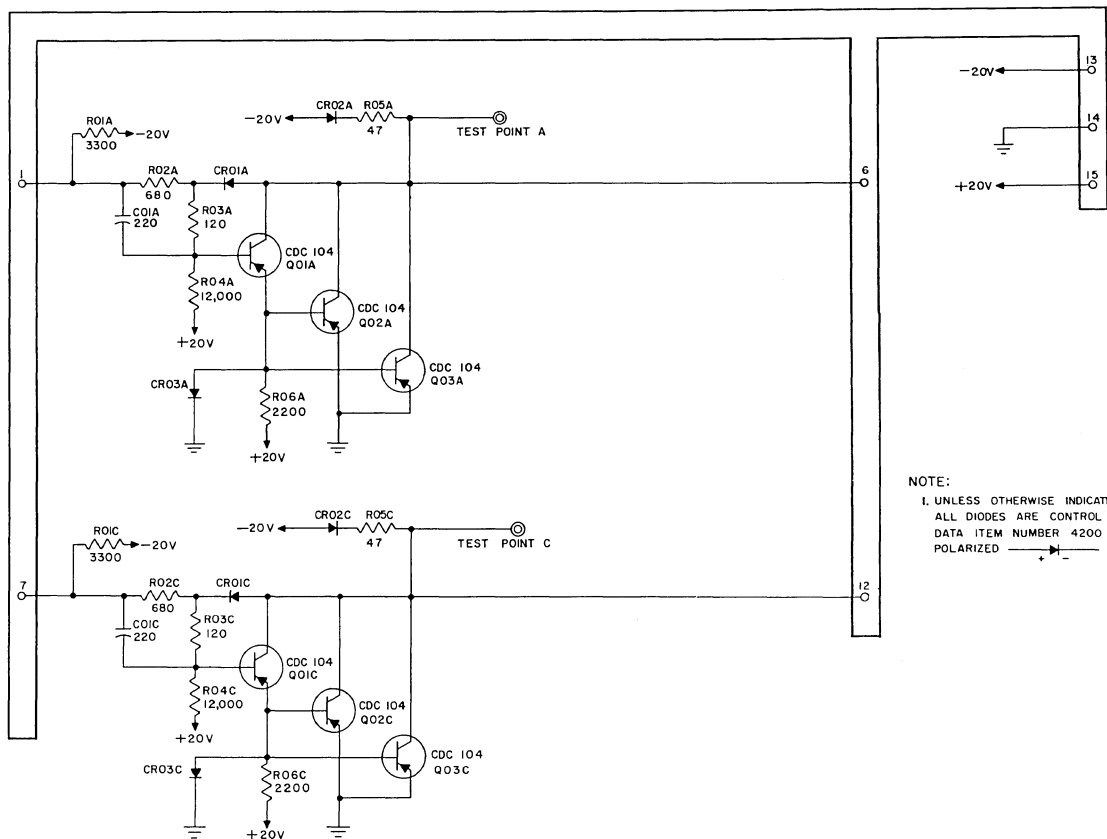 13
-20V
CR02A R05A
-20V 47
TEST POINT A
14
R01A
-20V
3300
1
R02A
680
CR01A
6
15
+20V
C01A
220
R03A
120
CDC 104
Q01A
R04A
12,000
+20V
CDC 104
Q02A
CDC 104
Q03A
CR03A
R06A
2200
+20V
NOTE:
1. UNLESS OTHERWISE
ALL DIODES ARE CONTROL
DATA ITEM NUMBER 4200
POLARIZED
+ -
CR02C R05C
-20V 47
TEST POINT C
R01C
-20V
3300
7
R02C
680
CR01C
12
C01C
220
R03C
120
CDC 104
Q01C
R04C
12,000
+20V
CDC 104
Q02C
CDC 104
Q03C
CR03C
R06C
2200
+20V